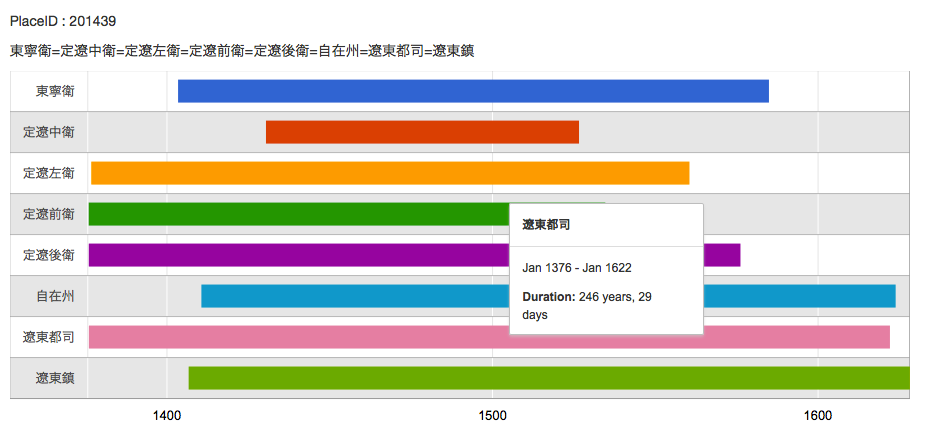 PlaceID : 201439
東寧衛=定遼中衛=定遼左衛=定遼前衛=定遼後衛=自在州=遼東都司=遼東鎮
東寧衛
定遼中衛
定遼左衛
定遼前衛
定遼後衛
自在州
遼東都司
遼東鎮
遼東都司
Jan 1376 - Jan 1622
Duration: 246 years, 29
days
1400
1500
1600